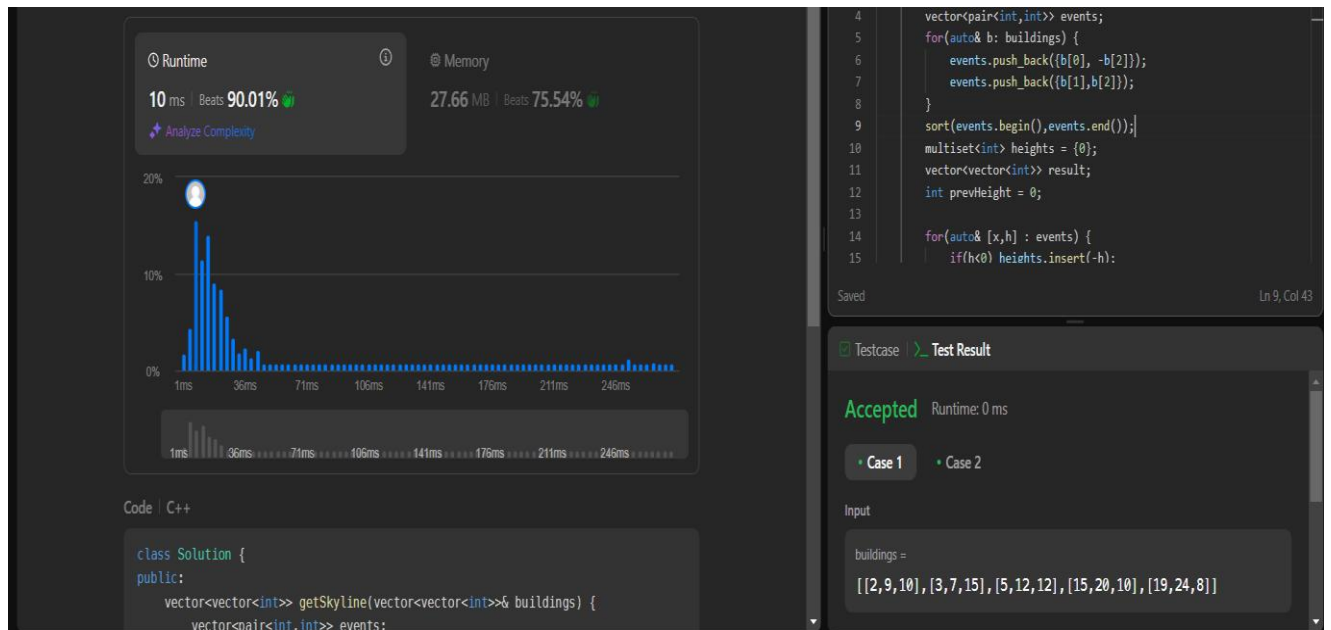 Runtime
Memory
10 ms | Beats 90.01%
27.66 MB | Beats 75.54%
Analyze Complexity
20%
10%
0%
1ms 36ms 71ms 106ms 141ms 176ms 211ms 246ms
1ms 36ms 71ms 106ms 141ms 176ms 211ms 246ms
Code | C++
class Solution {
public:
vector<vector<int>> getSkyline(vector<vector<int>>& buildings) {
vector<pair<int,int>> events;
4 vector<pair<int,int>> events;
5 for(auto& b: buildings) {
6 events.push_back({b[0], -b[2]});
7 events.push_back({b[1],b[2]});
8 }
9 sort(events.begin(),events.end());
10 multiset<int> heights = {0};
11 vector<vector<int>> result;
12 int prevHeight = 0;
13
14 for(auto& [x,h] : events) {
15 if(h<0) heights.insert(-h);
Saved
Ln 9, Col 43
Testcase | >_ Test Result
Accepted Runtime: 0 ms
• Case 1 • Case 2
Input
buildings =
[[2,9,10],[3,7,15],[5,12,12],[15,20,10],[19,24,8]]